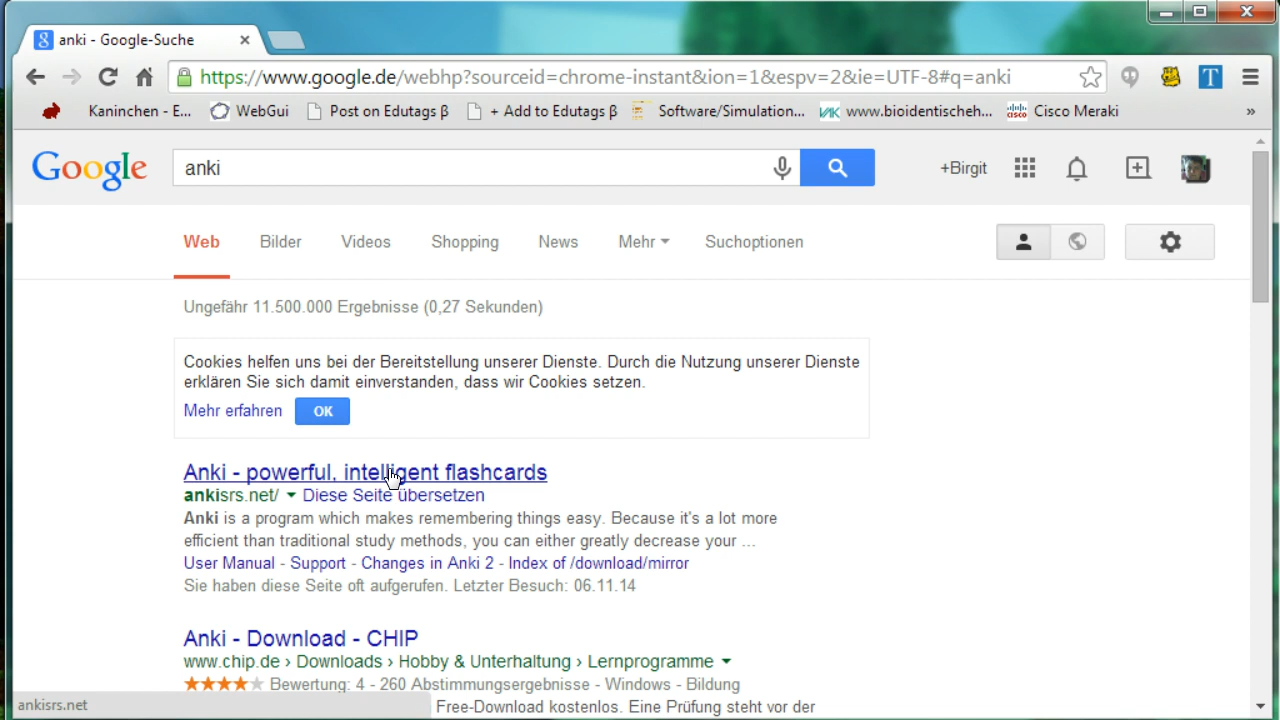 anki - Google-Suche
https://www.google.de/webhp?sourceid=chrome-instant&ion=1&espv=2&ie=UTF-8#q=anki
Kaninchen - E... WebGui Post on Edutags β + Add to Edutags β Software/Simulation... www.bioidentischeh... Cisco Meraki »
Google anki +Birgit
Web Bilder Videos Shopping News Mehr Suchoptionen
Ungefähr 11.500.000 Ergebnisse (0,27 Sekunden)
Cookies helfen uns bei der Bereitstellung unserer Dienste. Durch die Nutzung unserer Dienste
erklären Sie sich damit einverstanden, dass wir Cookies setzen.
Mehr erfahren OK
Anki - powerful, intelligent flashcards
ankisrs.net/ Diese Seite übersetzen
Anki is a program which makes remembering things easy. Because it's a lot more
efficient than traditional study methods, you can either greatly decrease your ...
User Manual - Support - Changes in Anki 2 - Index of /download/mirror
Sie haben diese Seite oft aufgerufen. Letzter Besuch: 06.11.14
Anki - Download - CHIP
www.chip.de › Downloads › Hobby & Unterhaltung › Lernprogramme
Bewertung: 4 - 260 Abstimmungsergebnisse - Windows - Bildung
ankisrs.net Free-Download kostenlos. Eine Prüfung steht vor der